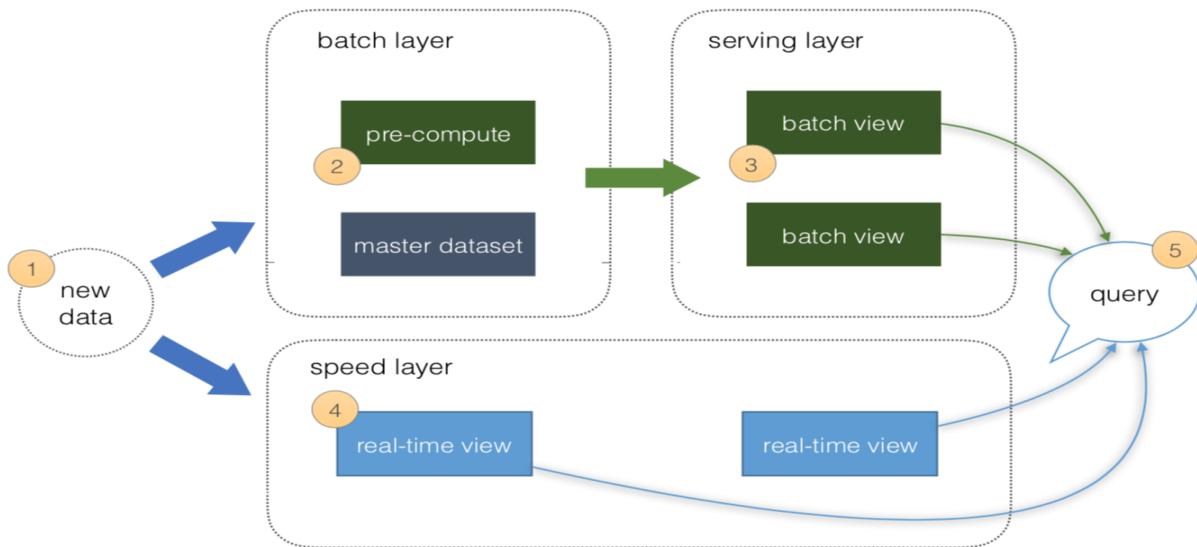 batch layer
serving layer
pre-compute
batch view
2
3
master dataset
batch view
1
new
data
5
query
speed layer
4
real-time view
real-time view